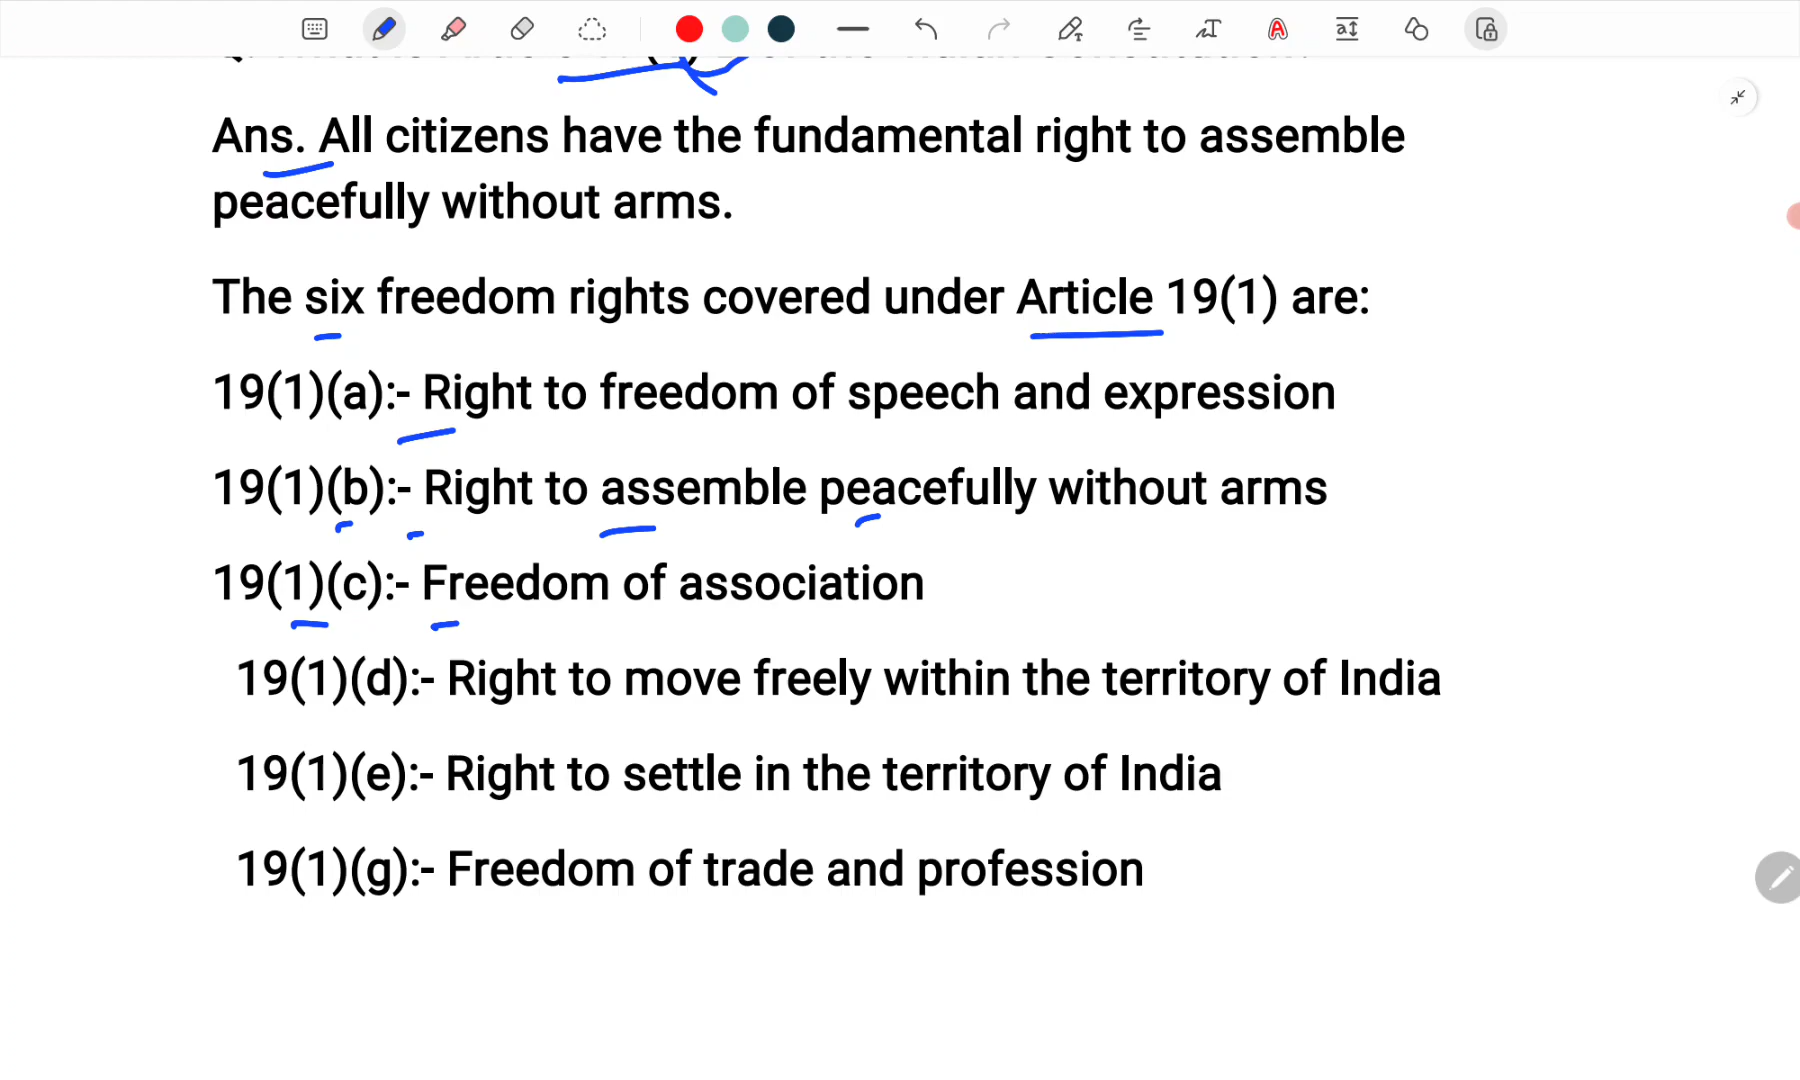 Ans. All citizens have the fundamental right to assemble
peacefully without arms.
The six freedom rights covered under Article 19(1) are:
19(1)(a):- Right to freedom of speech and expression
19(1)(b):- Right to assemble peacefully without arms
19(1)(c):- Freedom of association
19(1)(d):- Right to move freely within the territory of India
19(1)(e):- Right to settle in the territory of India
19(1)(g):- Freedom of trade and profession